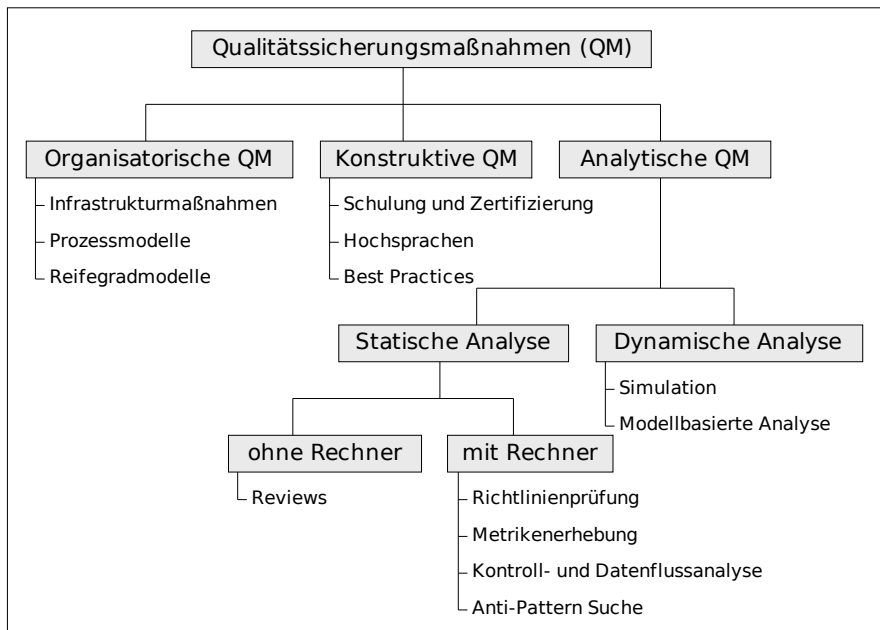 Qualitätssicherungsmaßnahmen (QM)
Organisatorische QM
Infrastrukturmaßnahmen
Prozessmodelle
Reifegradmodelle
Konstruktive QM
Schulung und Zertifizierung
Hochsprachen
Best Practices
Analytische QM
Statische Analyse
ohne Rechner
Reviews
mit Rechner
Richtlinienprüfung
Metrikenerhebung
Kontroll- und Datenflussanalyse
Anti-Pattern Suche
Dynamische Analyse
Simulation
Modellbasierte Analyse